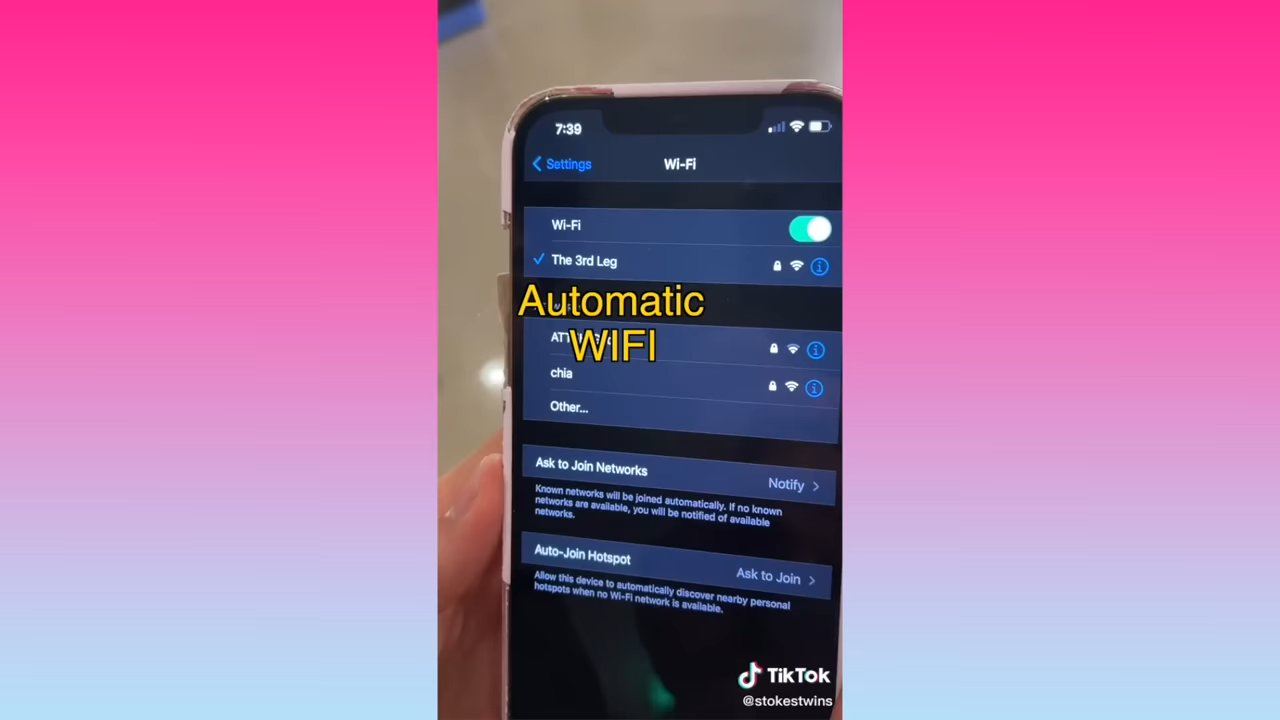 7:39
Settings
Wi-Fi
Wi-Fi
The 3rd Leg
Automatic
WIFI
chia
Other...
Ask to Join Networks
Notify
Known networks will be joined automatically. If no known
networks are available, you will be notified of available
networks.
Auto-Join Hotspot
Ask to Join
Allow this device to automatically discover nearby personal
hotspots when no Wi-Fi network is available.
TikTok
@stokestwins